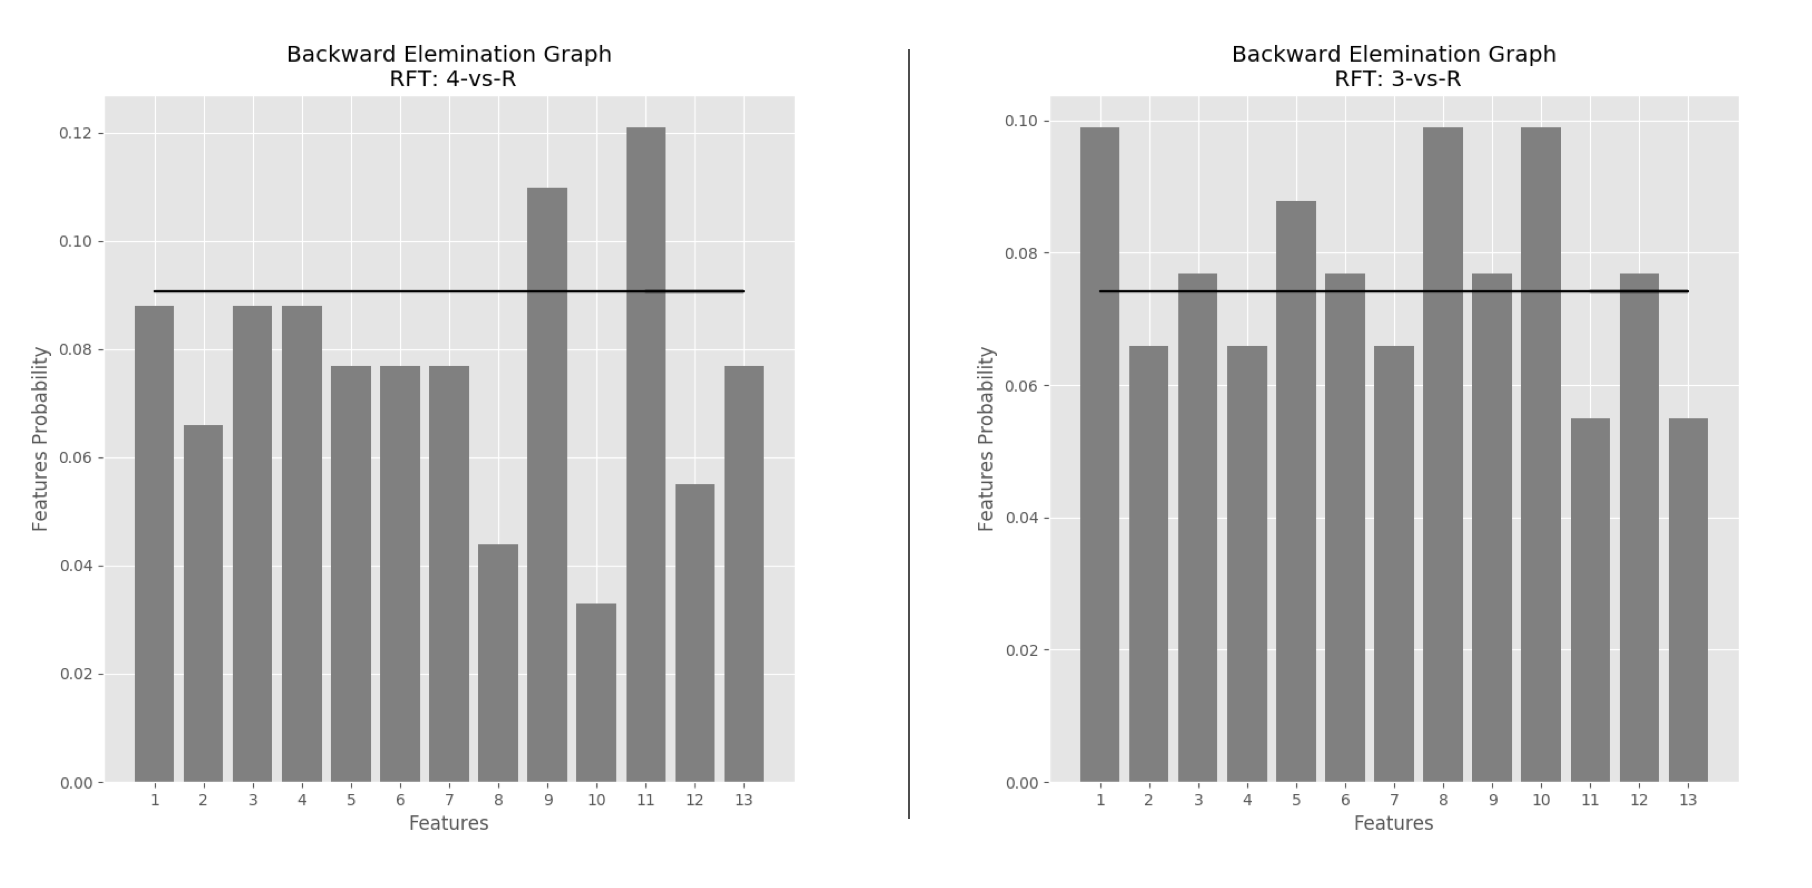 Backward Elemination Graph
RFT: 4-vs-R
0.12
0.10
0.08
0.06
0.04
0.02
0.00
Features Probability
1 2 3 4 5 6 7 8 9 10 11 12 13
Features
Backward Elemination Graph
RFT: 3-vs-R
0.10
0.08
0.06
0.04
0.02
0.00
Features Probability
1 2 3 4 5 6 7 8 9 10 11 12 13
Features